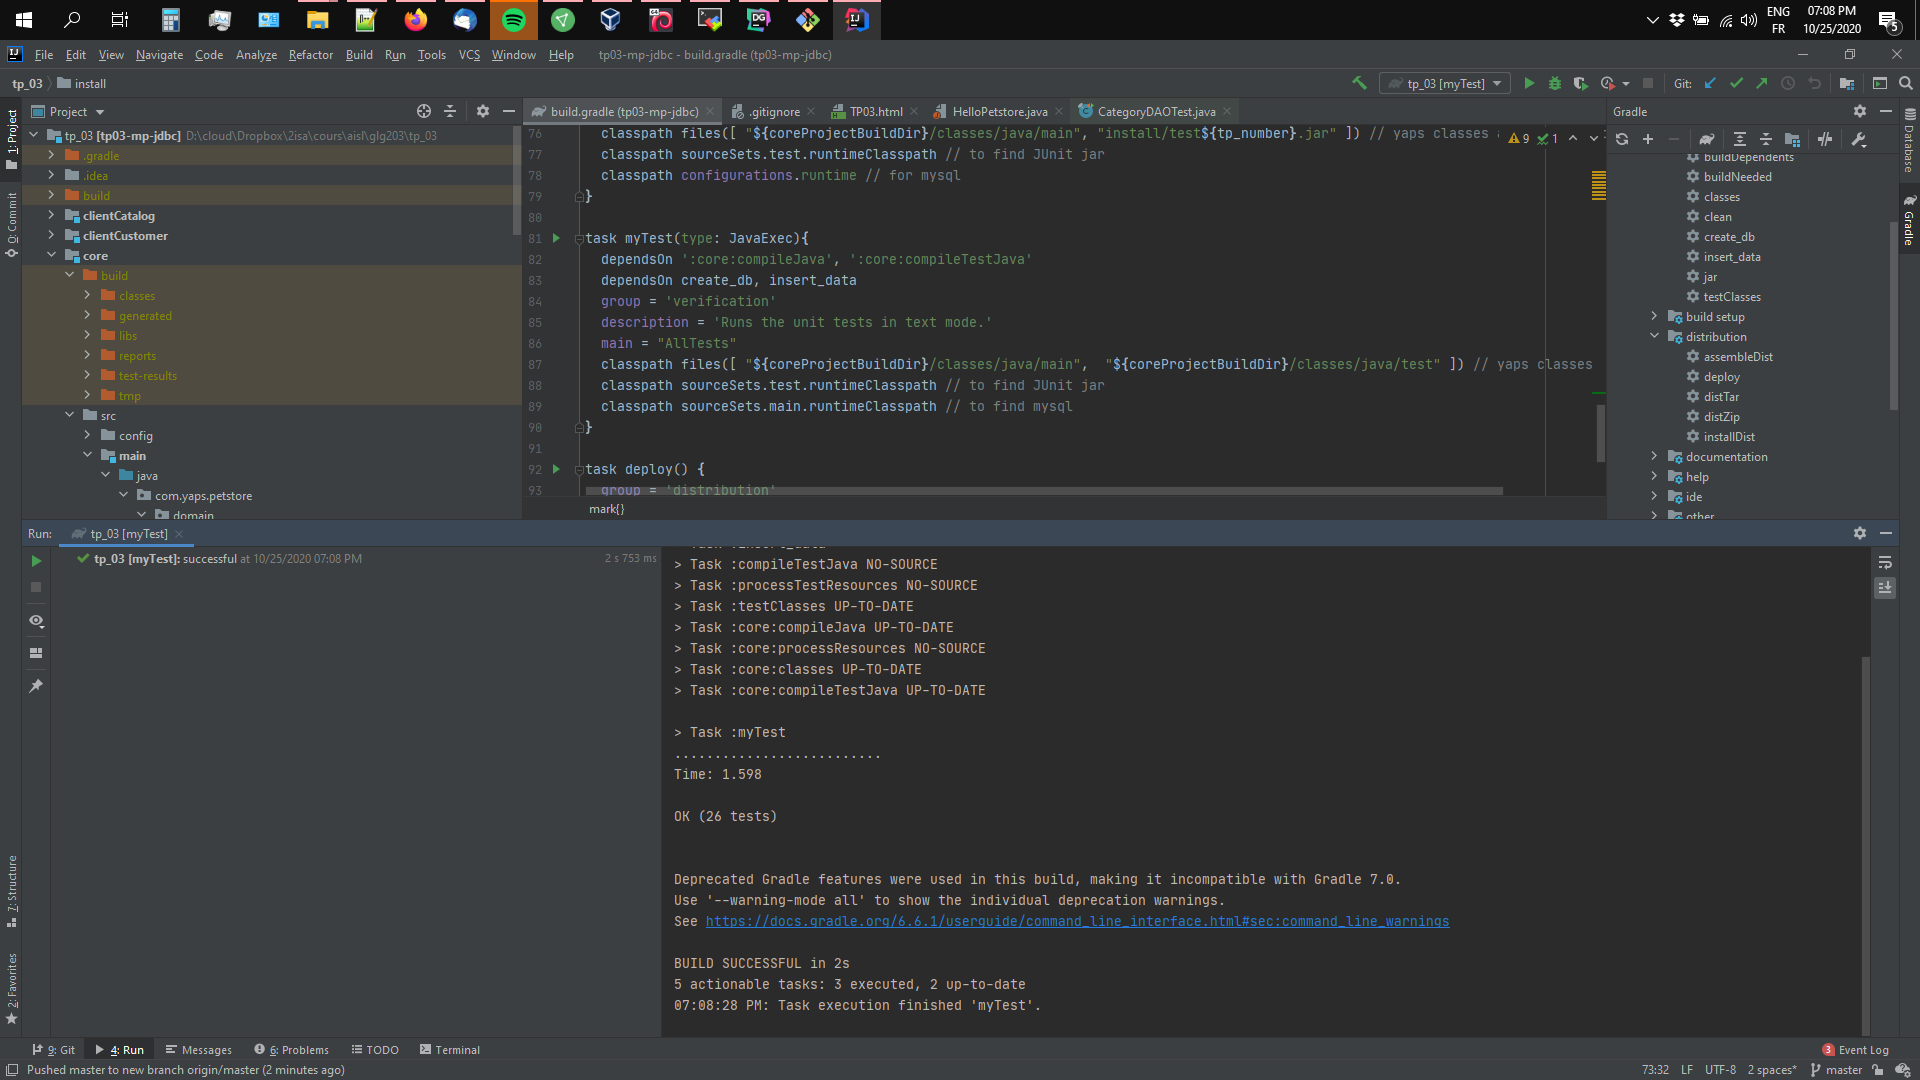 ENG
FR
07:08 PM
10/25/2020
5
File Edit View Navigate Code Analyze Refactor Build Run Tools VCS Window Help tp03-mp-jdbc - build.gradle (tp03-mp-jdbc)
tp_03 install
tp_03 [myTest]
Git:
1: Project
0: Commit
7: Structure
2: Favorites
Project
tp_03 [tp03-mp-jdbc] D:\cloud\Dropbox\2isa\cours\aisl\glg203\tp_03
.gradle
.idea
build
clientCatalog
clientCustomer
core
build
classes
generated
libs
reports
test-results
tmp
src
config
main
java
com.yaps.petstore
domain
build.gradle (tp03-mp-jdbc) .gitignore TP03.html HelloPetstore.java CategoryDAOTest.java
76 classpath files([ "${coreProjectBuildDir}/classes/java/main", "install/test${tp_number}.jar" ]) // yaps classes
9 1
77 classpath sourceSets.test.runtimeClasspath // to find JUnit jar
78 classpath configurations.runtime // for mysql
79 }
80
81 task myTest(type: JavaExec){
82 dependsOn ':core:compileJava', ':core:compileTestJava'
83 dependsOn create_db, insert_data
84 group = 'verification'
85 description = 'Runs the unit tests in text mode.'
86 main = "AllTests"
87 classpath files([ "${coreProjectBuildDir}/classes/java/main", "${coreProjectBuildDir}/classes/java/test" ]) // yaps classes
88 classpath sourceSets.test.runtimeClasspath // to find JUnit jar
89 classpath sourceSets.main.runtimeClasspath // to find mysql
90 }
91
92 task deploy() {
93 group = 'distribution'
mark{}
Gradle
buildDependents
buildNeeded
classes
clean
create_db
insert_data
jar
testClasses
build setup
distribution
assembleDist
deploy
distTar
distZip
installDist
documentation
help
ide
other
Database
Gradle
Run: tp_03 [myTest]
tp_03 [myTest]: successful at 10/25/2020 07:08 PM 2 s 753 ms
> Task :insert_data
> Task :compileTestJava NO-SOURCE
> Task :processTestResources NO-SOURCE
> Task :testClasses UP-TO-DATE
> Task :core:compileJava UP-TO-DATE
> Task :core:processResources NO-SOURCE
> Task :core:classes UP-TO-DATE
> Task :core:compileTestJava UP-TO-DATE
> Task :myTest
..........................
Time: 1.598
OK (26 tests)
Deprecated Gradle features were used in this build, making it incompatible with Gradle 7.0.
Use '--warning-mode all' to show the individual deprecation warnings.
See https://docs.gradle.org/6.6.1/userguide/command_line_interface.html#sec:command_line_warnings
BUILD SUCCESSFUL in 2s
5 actionable tasks: 3 executed, 2 up-to-date
07:08:28 PM: Task execution finished 'myTest'.
9: Git 4: Run Messages 6: Problems TODO Terminal 3 Event Log
Pushed master to new branch origin/master (2 minutes ago) 73:32 LF UTF-8 2 spaces* master